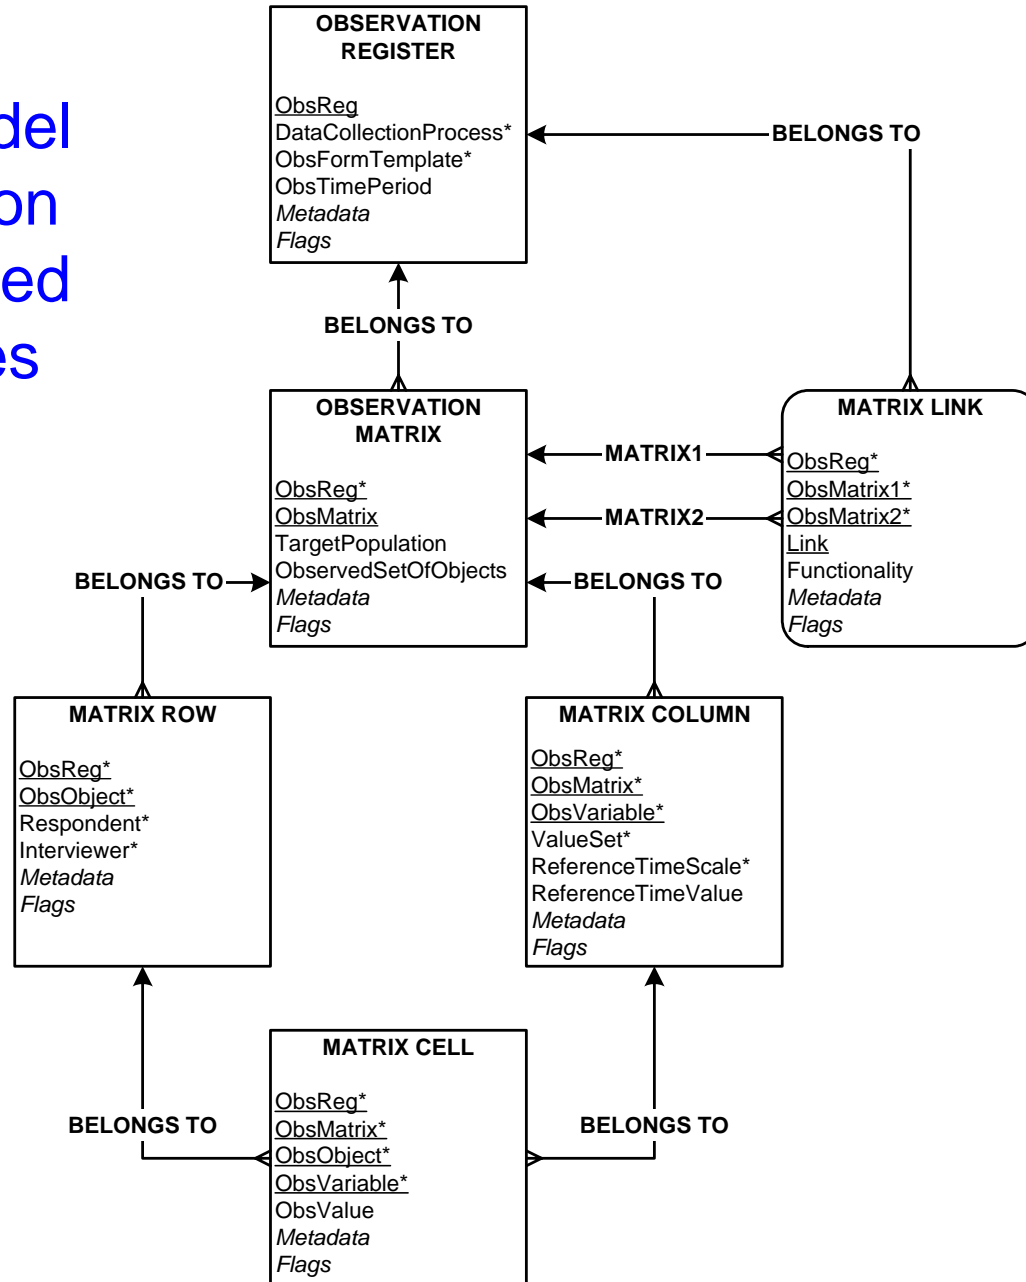 del
on
ed
es
OBSERVATION
REGISTER
ObsReg
DataCollectionProcess*
ObsFormTemplate*
ObsTimePeriod
Metadata
Flags
BELONGS TO
BELONGS TO
OBSERVATION
MATRIX
ObsReg*
ObsMatrix
TargetPopulation
ObservedSetOfObjects
Metadata
Flags
MATRIX1
MATRIX2
MATRIX LINK
ObsReg*
ObsMatrix1*
ObsMatrix2*
Link
Functionality
Metadata
Flags
BELONGS TO
BELONGS TO
MATRIX ROW
ObsReg*
ObsObject*
Respondent*
Interviewer*
Metadata
Flags
MATRIX COLUMN
ObsReg*
ObsMatrix*
ObsVariable*
ValueSet*
ReferenceTimeScale*
ReferenceTimeValue
Metadata
Flags
BELONGS TO
BELONGS TO
MATRIX CELL
ObsReg*
ObsMatrix*
ObsObject*
ObsVariable*
ObsValue
Metadata
Flags